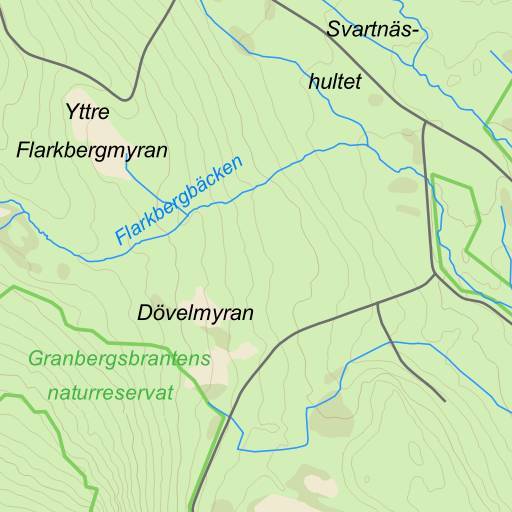 Svartnäs-
hultet
Yttre
Flarkbergmyran
Flarkbergbäcken
Dövelmyran
Granbergsbrantens
naturreservat